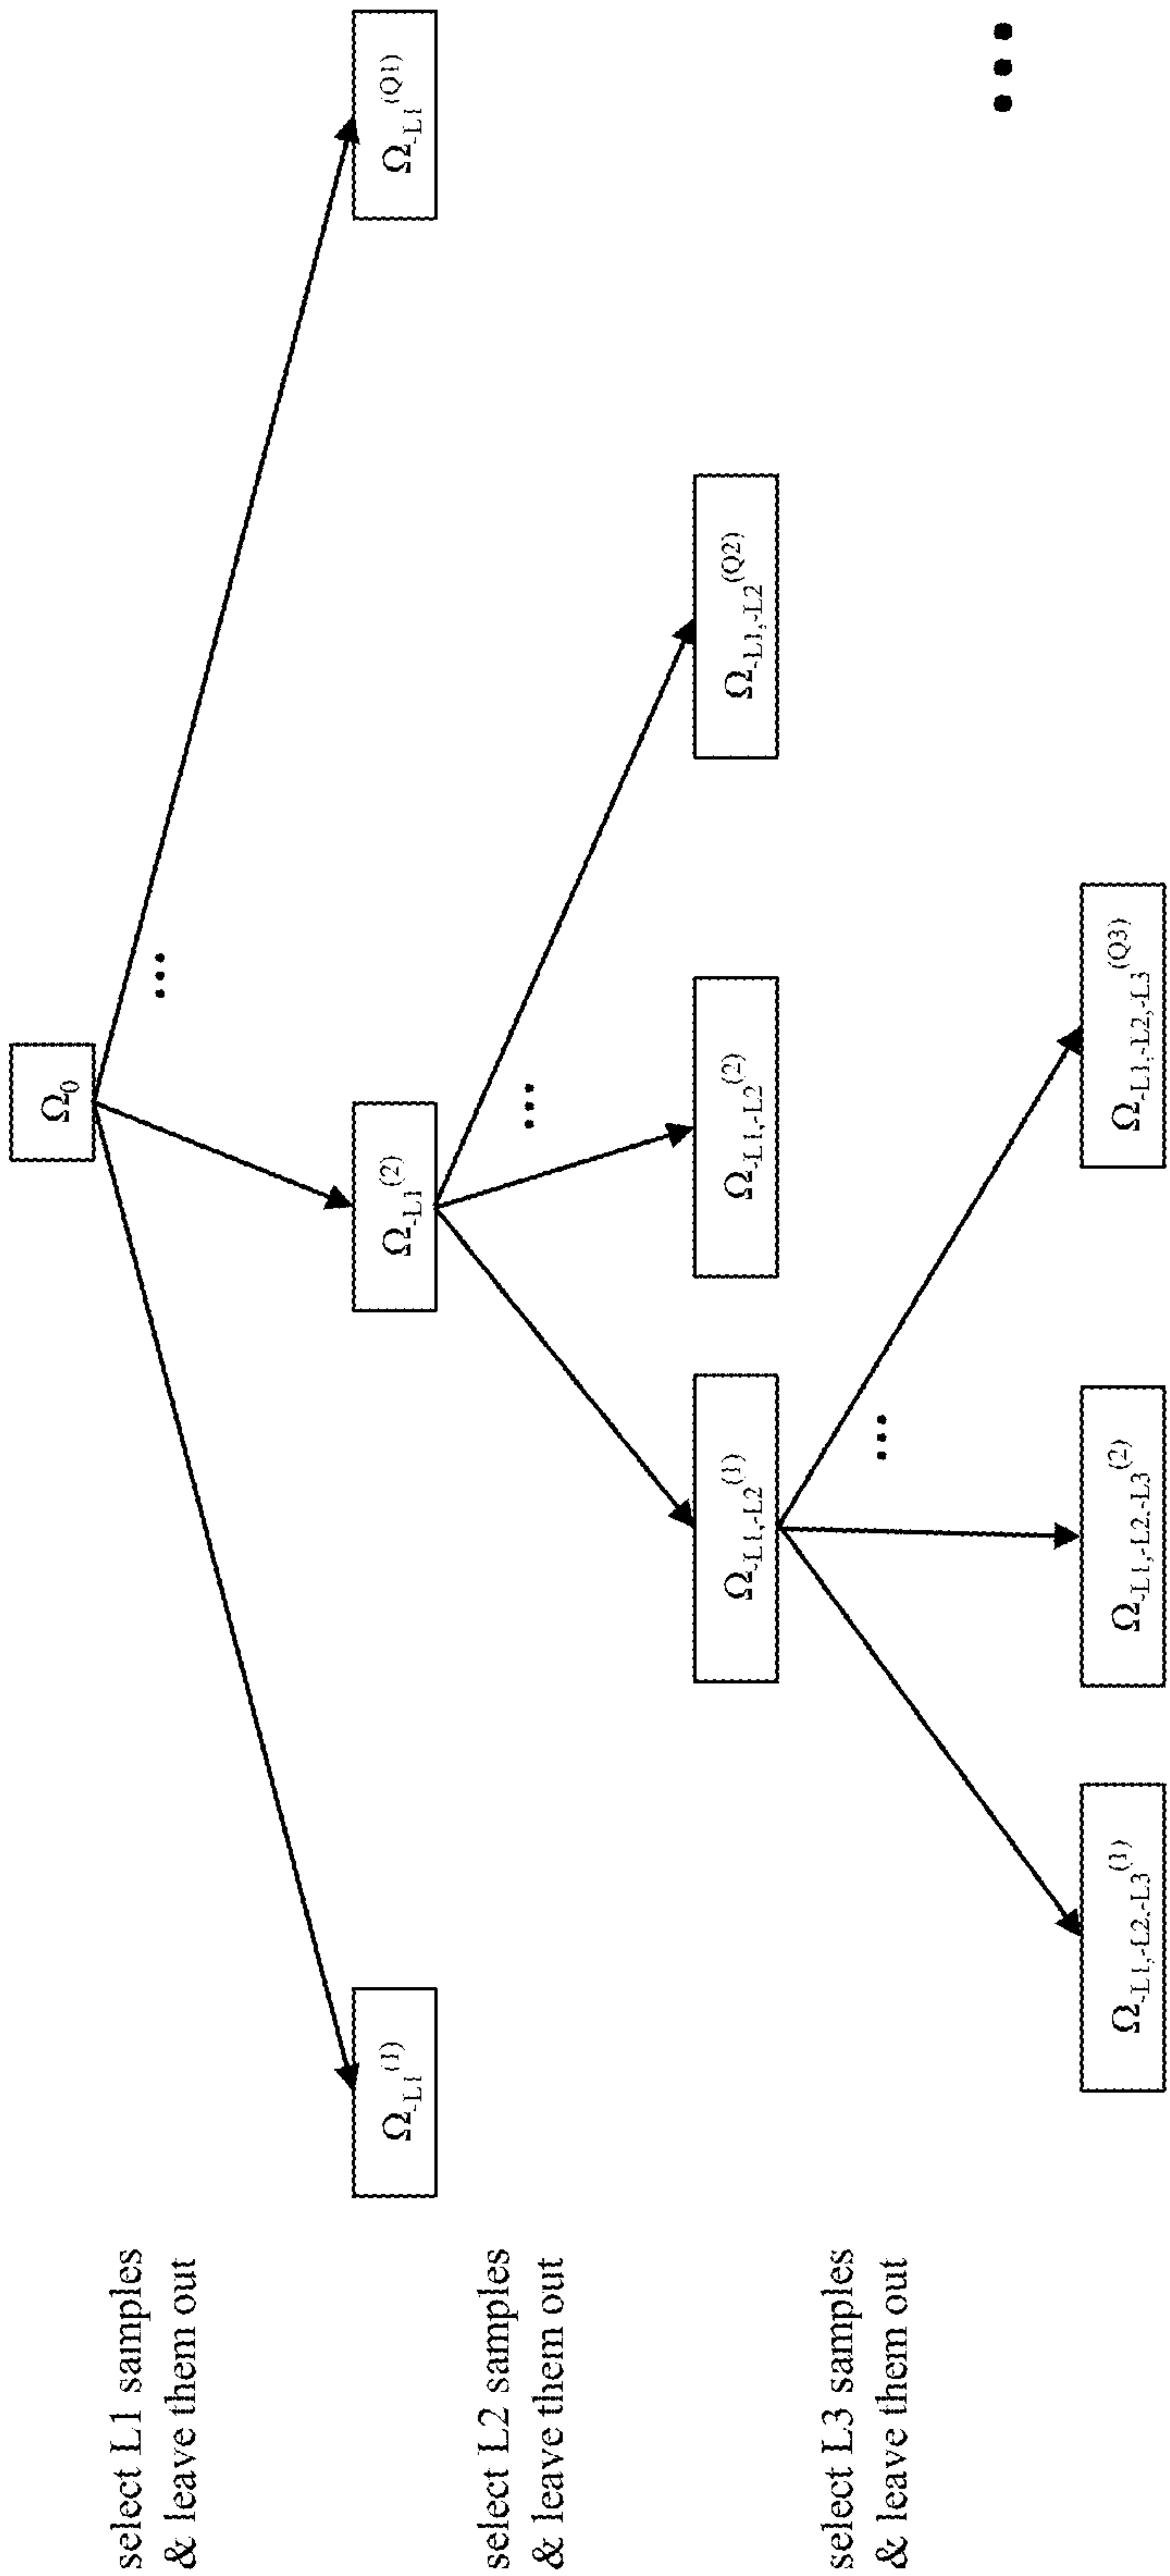 Ω₀
select L1 samples
& leave them out
Ω-L1(1)
Ω-L1(2)
...
Ω-L1(Q1)
select L2 samples
& leave them out
Ω-L1,-L2(1)
Ω-L1,-L2(2)
...
Ω-L1,-L2(Q2)
select L3 samples
& leave them out
Ω-L1,-L2,-L3(1)
Ω-L1,-L2,-L3(2)
...
Ω-L1,-L2,-L3(Q3)
...